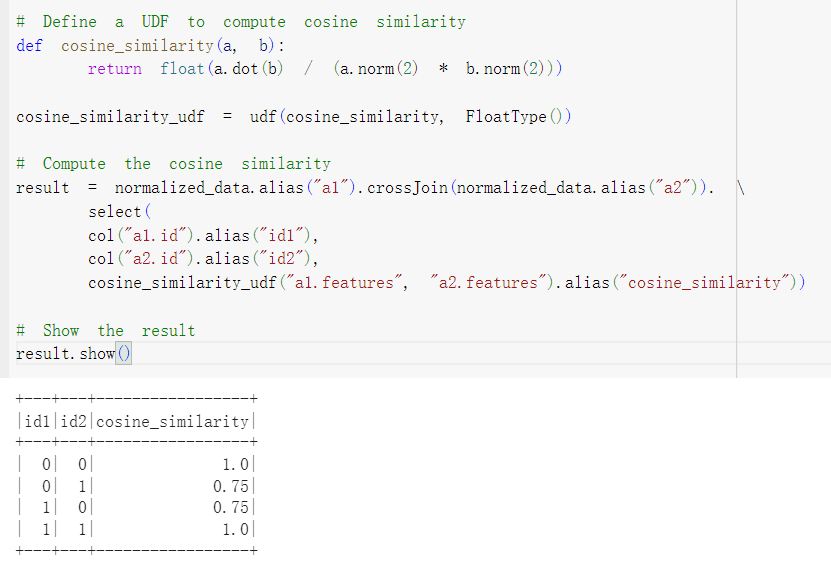 # Define a UDF to compute cosine similarity
def cosine_similarity(a, b):
        return float(a.dot(b) / (a.norm(2) * b.norm(2)))

cosine_similarity_udf = udf(cosine_similarity, FloatType())

# Compute the cosine similarity
result = normalized_data.alias("a1").crossJoin(normalized_data.alias("a2")). \
        select(
        col("a1.id").alias("id1"),
        col("a2.id").alias("id2"),
        cosine_similarity_udf("a1.features", "a2.features").alias("cosine_similarity"))

# Show the result
result.show()
+---+---+-----------------+
|id1|id2|cosine_similarity|
+---+---+-----------------+
|  0|  0|              1.0|
|  0|  1|             0.75|
|  1|  0|             0.75|
|  1|  1|              1.0|
+---+---+-----------------+